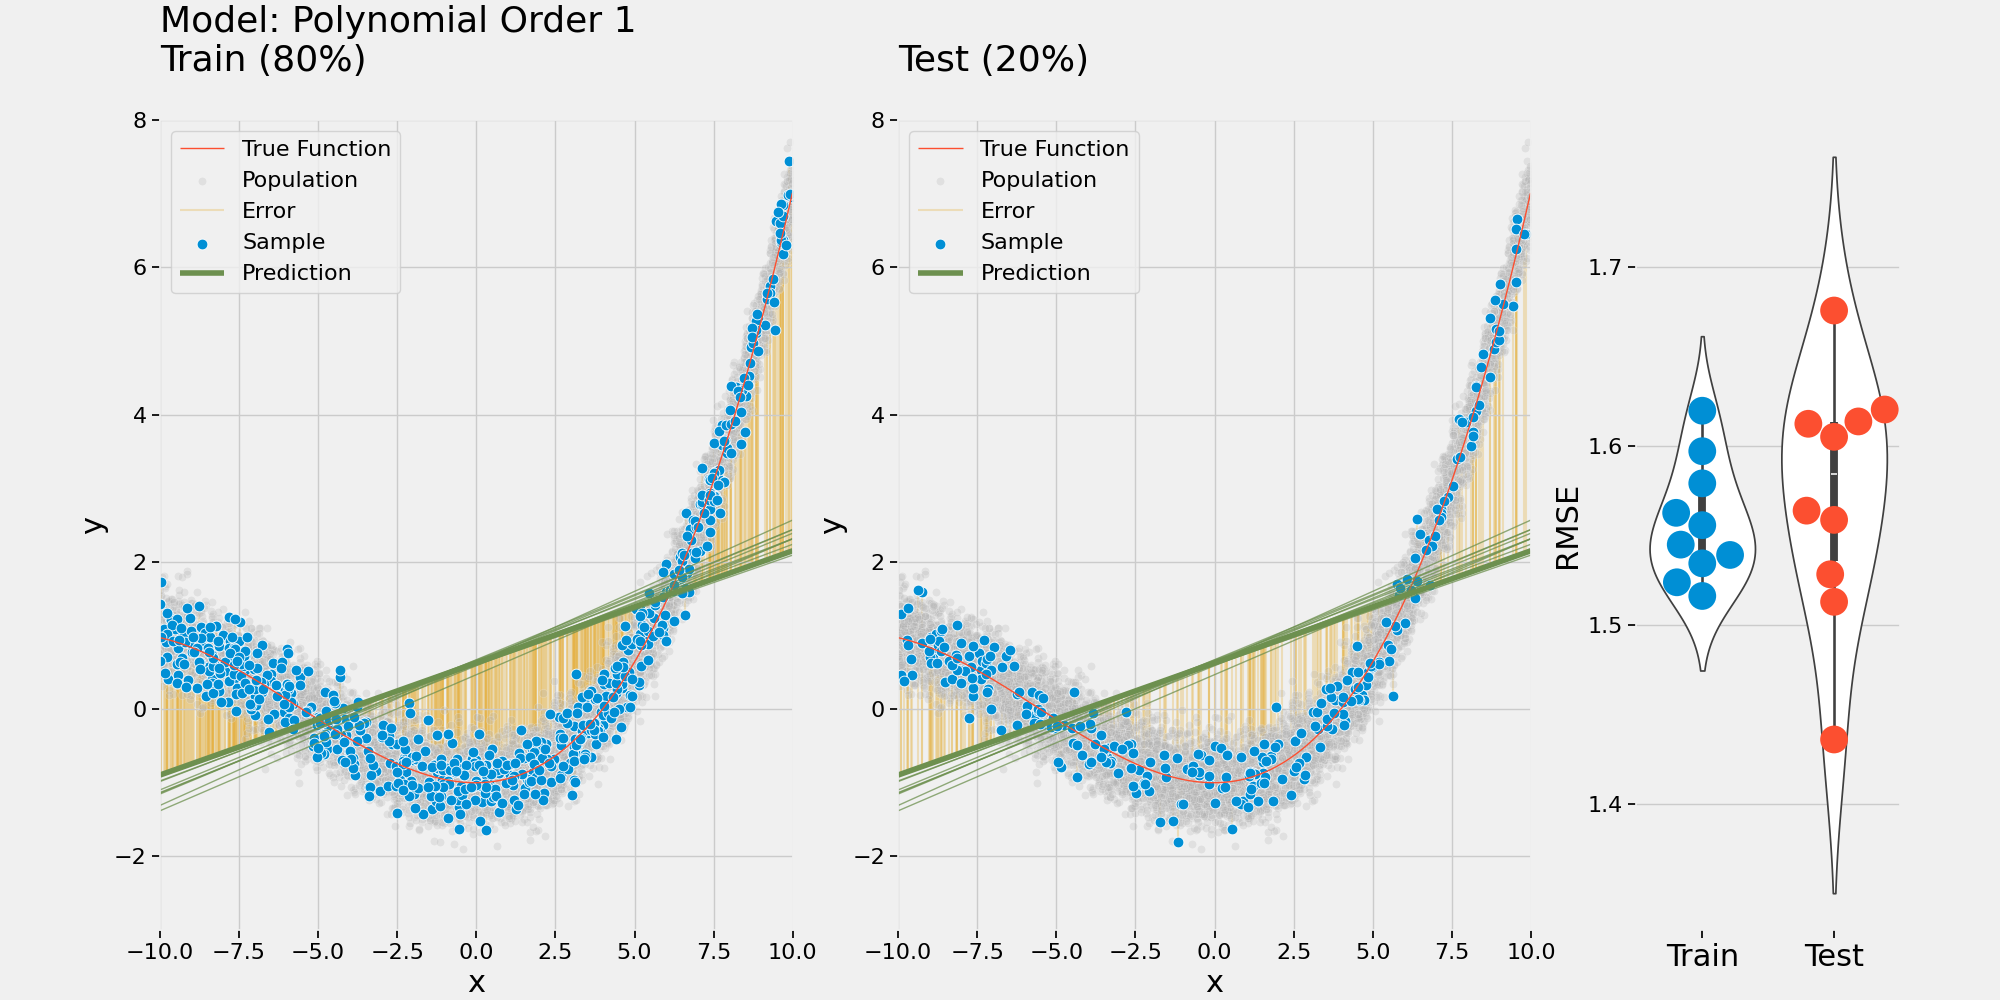 Model: Polynomial Order 1
Train (80%)
8
6
4
2
0
−2
y
True Function
Population
Error
Sample
Prediction
−10.0 −7.5 −5.0 −2.5 0.0 2.5 5.0 7.5 10.0
x
Test (20%)
8
6
4
2
0
−2
y
True Function
Population
Error
Sample
Prediction
−10.0 −7.5 −5.0 −2.5 0.0 2.5 5.0 7.5 10.0
x
1.7
1.6
1.5
1.4
RMSE
Train Test